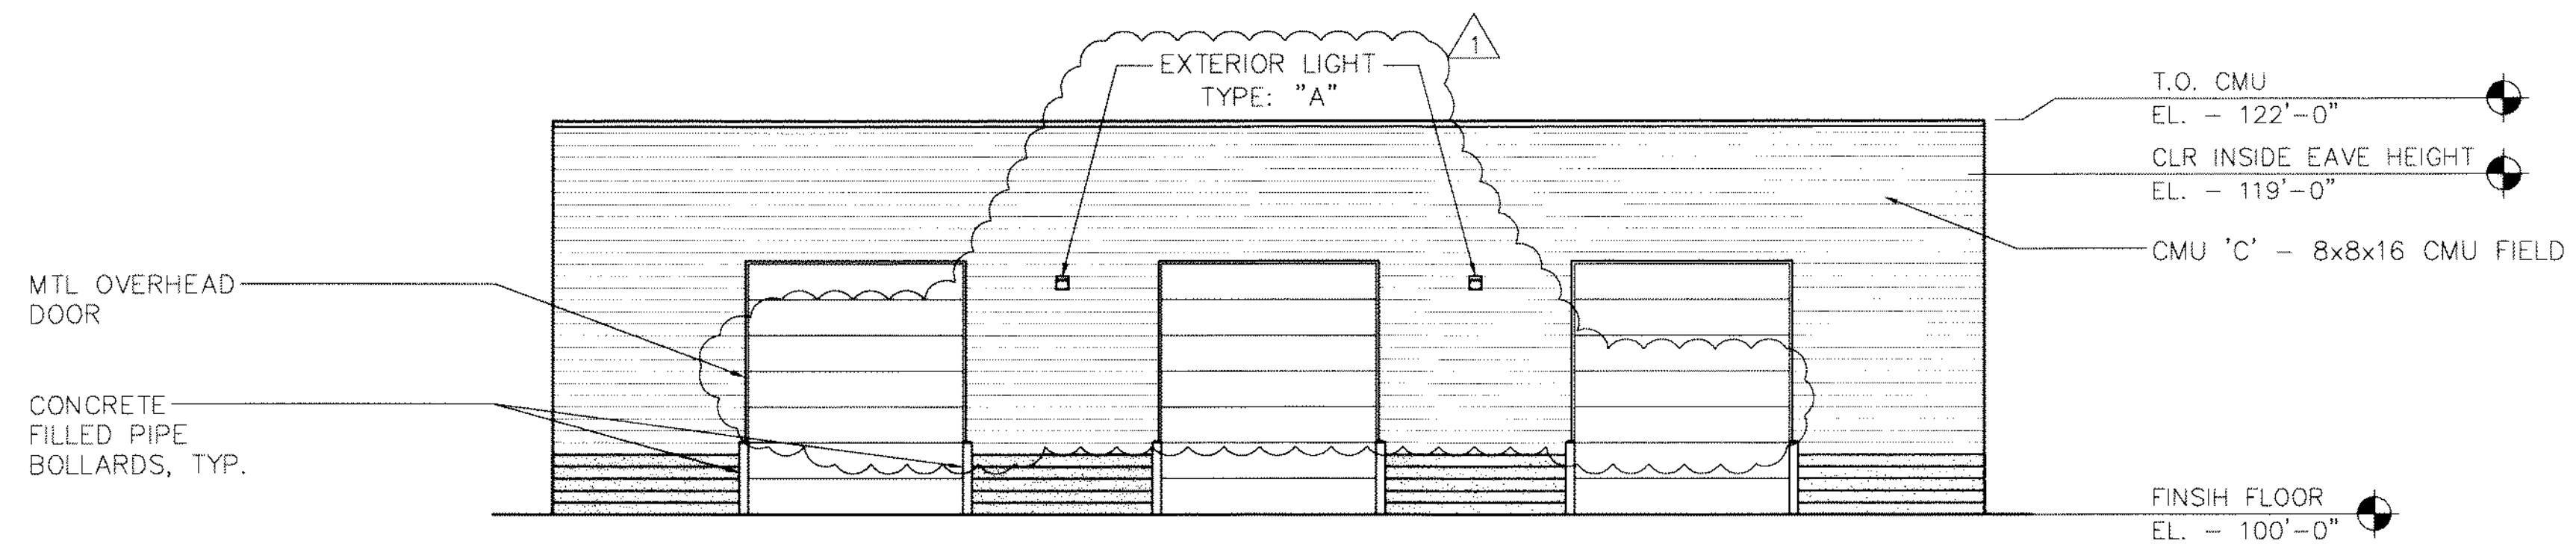 1
EXTERIOR LIGHT
TYPE: "A"
T.O. CMU
EL. - 122'-0"
CLR INSIDE EAVE HEIGHT
EL. - 119'-0"
CMU 'C' - 8x8x16 CMU FIELD
MTL OVERHEAD
DOOR
CONCRETE
FILLED PIPE
BOLLARDS, TYP.
FINSIH FLOOR
EL. - 100'-0"